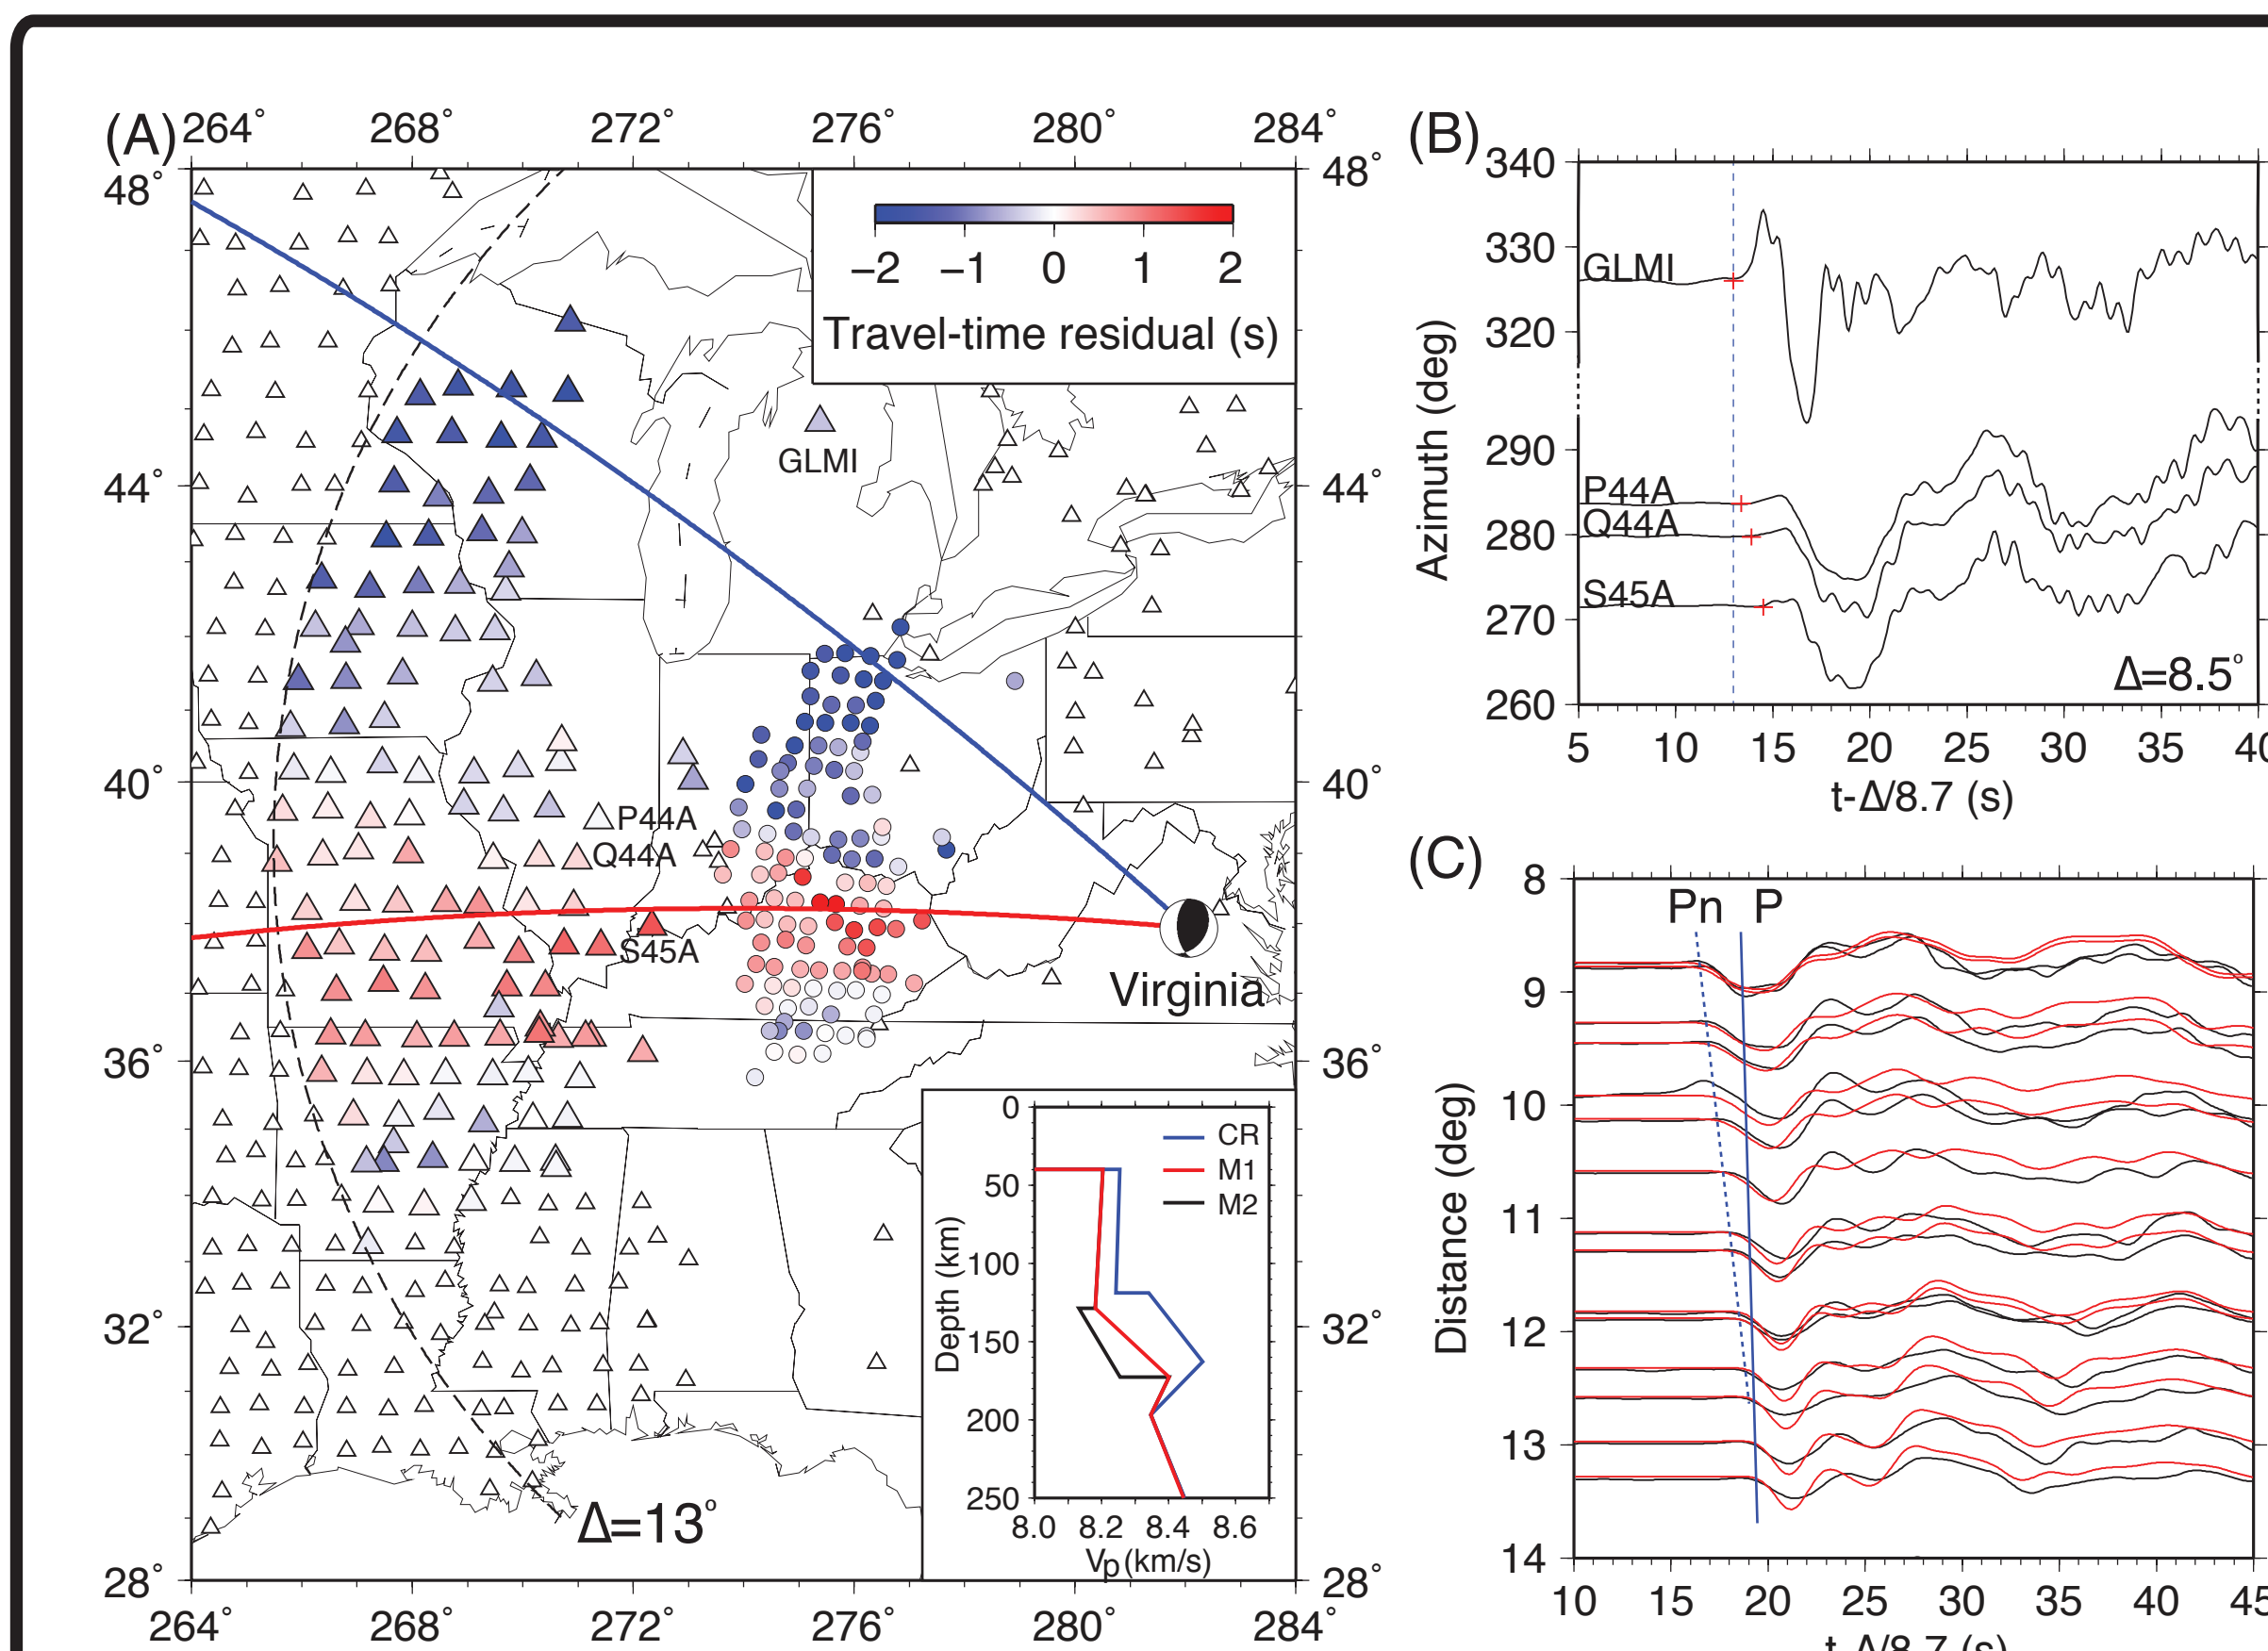 (A)
264° 268° 272° 276° 280° 284°
48° 48°
−2 −1 0 1 2
Travel-time residual (s)
GLMI
44° 44°
40° 40°
P44A
Q44A
S45A
Virginia
36° 36°
32° 32°
28° 28°
Δ=13°
264° 268° 272° 276° 280° 284°
0
50
100
150
200
250
Depth (km)
CR
M1
M2
8.0 8.2 8.4 8.6
Vp (km/s)
(B)
340
330
320
290
280
270
260
Azimuth (deg)
GLMI
P44A
Q44A
S45A
Δ=8.5°
5 10 15 20 25 30 35 40
t-Δ/8.7 (s)
(C)
8
9
10
11
12
13
14
Distance (deg)
Pn P
10 15 20 25 30 35 40 45
t-Δ/8.7 (s)